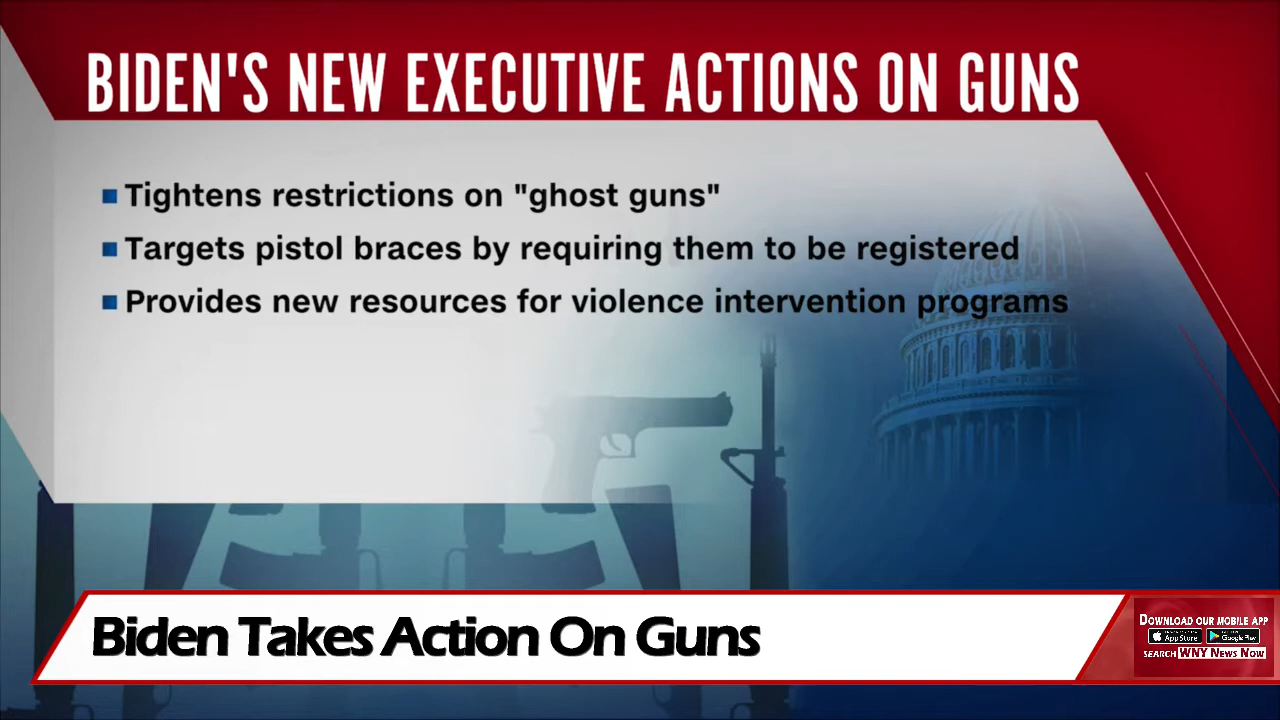 BIDEN'S NEW EXECUTIVE ACTIONS ON GUNS
Tightens restrictions on "ghost guns"
Targets pistol braces by requiring them to be registered
Provides new resources for violence intervention programs
Biden Takes Action On Guns
DOWNLOAD OUR MOBILE APP
App Store Google Play
SEARCH WNY NEWS NOW